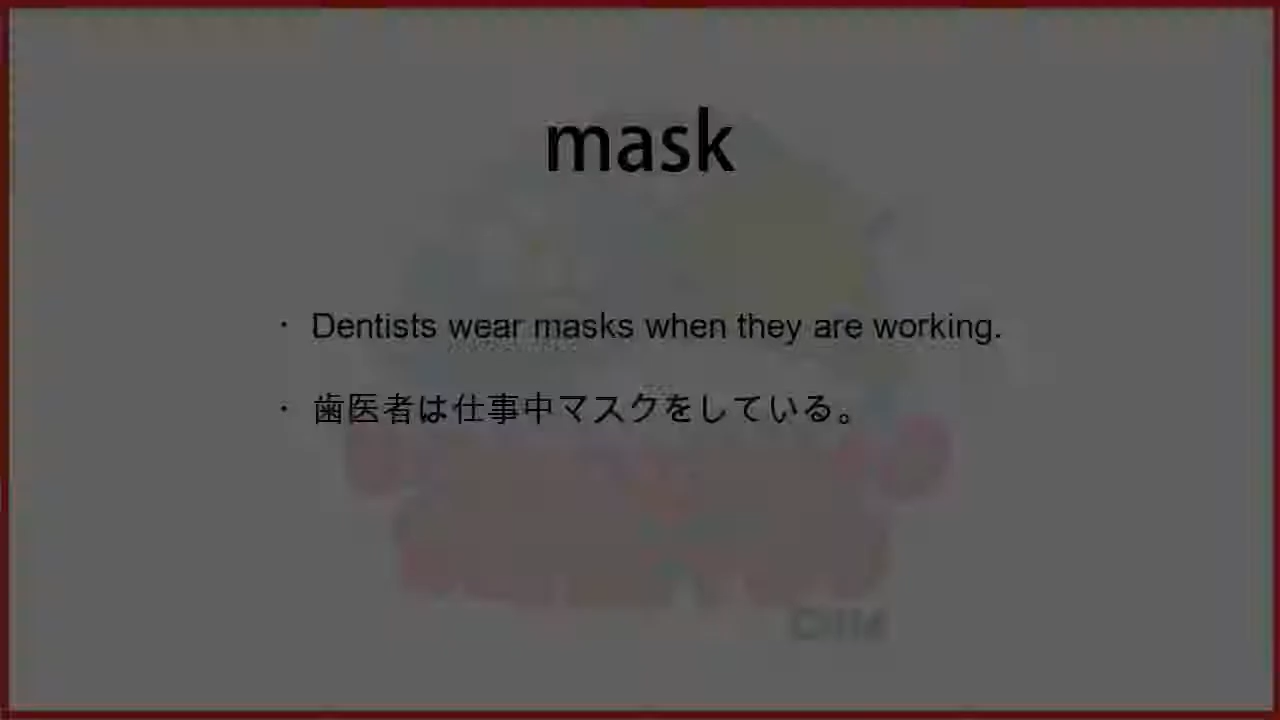 mask
・ Dentists wear masks when they are working.
・ 歯医者は仕事中マスクをしている。